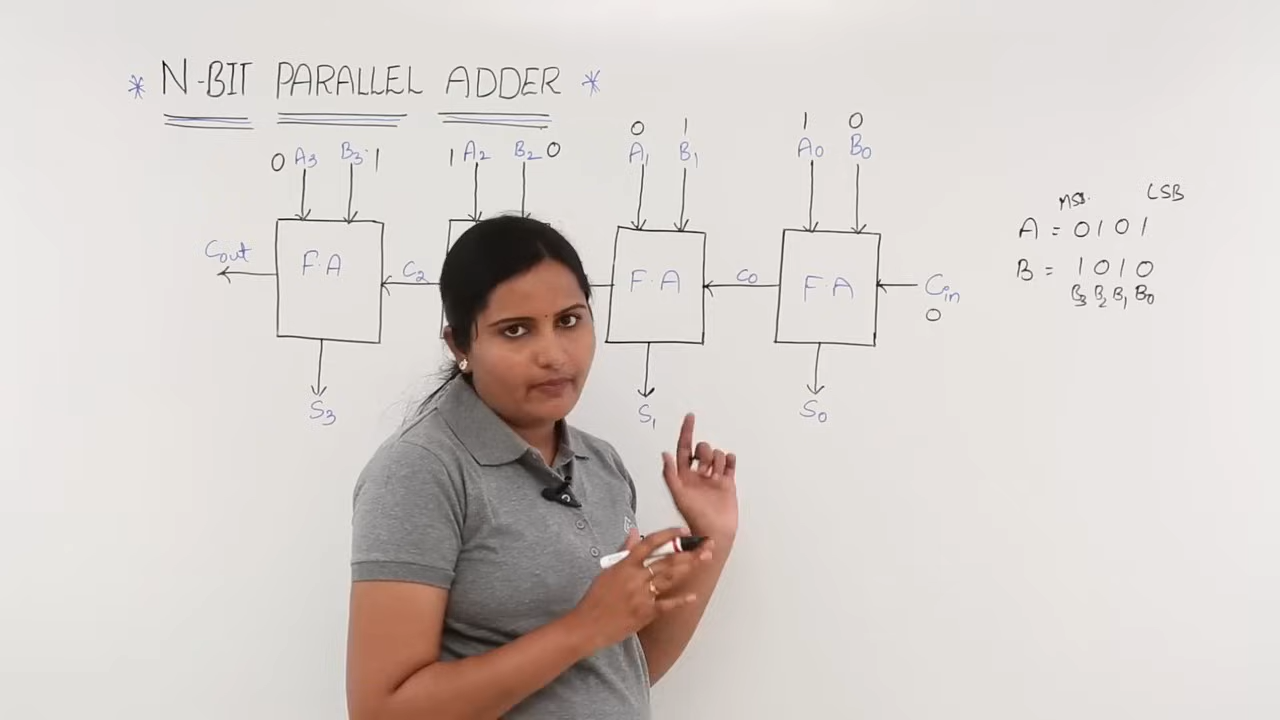 * N-BIT PARALLEL ADDER *
0 1 1 0
0 A3 B3 1 1 A2 B2 0 A1 B1 A0 B0
MSB LSB
A = 0101
B = 1010
B3 B2 B1 B0
Cout F.A C2 F.A C0 F.A Cin
0
S3 S1 S0